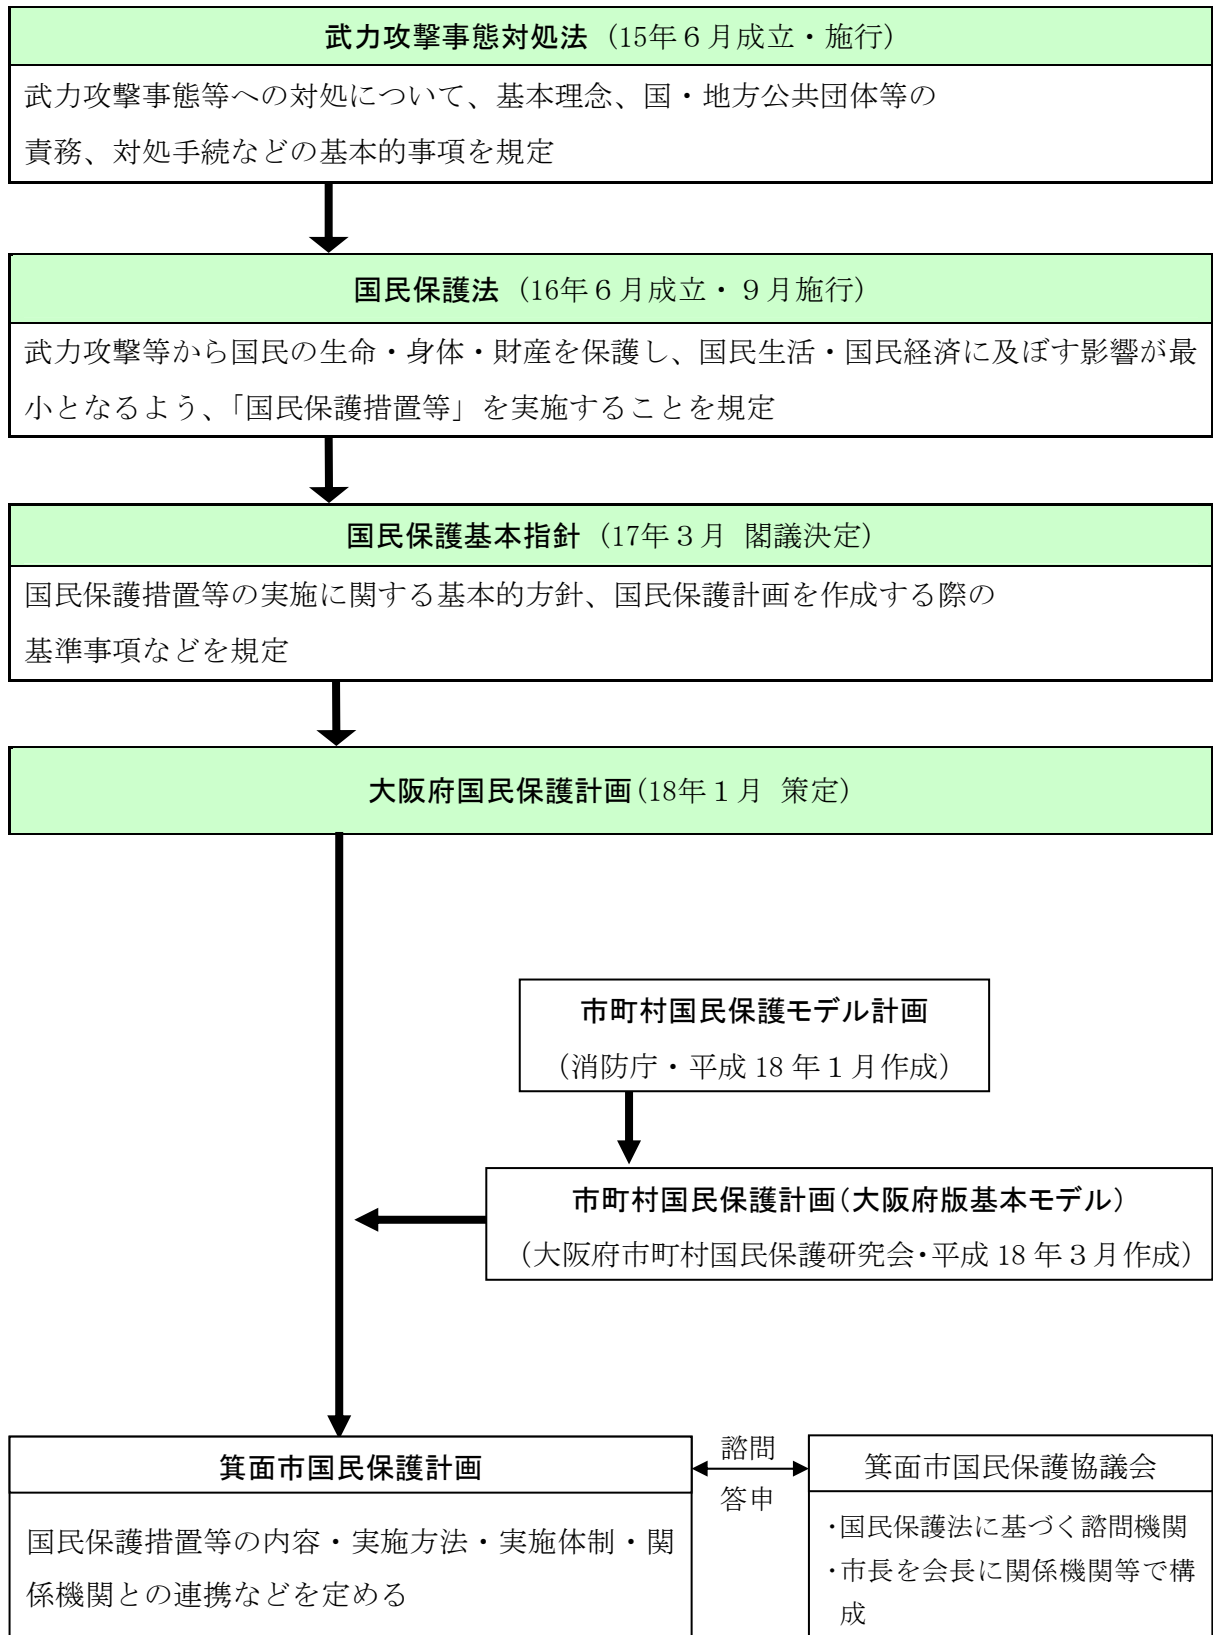 武力攻撃事態対処法（15年６月成立・施行）
武力攻撃事態等への対処について、基本理念、国・地方公共団体等の
責務、対処手続などの基本的事項を規定
国民保護法（16年６月成立・９月施行）
武力攻撃等から国民の生命・身体・財産を保護し、国民生活・国民経済に及ぼす影響が最
小となるよう、「国民保護措置等」を実施することを規定
国民保護基本指針（17年３月 閣議決定）
国民保護措置等の実施に関する基本的方針、国民保護計画を作成する際の
基準事項などを規定
大阪府国民保護計画（18年１月 策定）
市町村国民保護モデル計画
（消防庁・平成 18 年１月作成）
市町村国民保護計画（大阪府版基本モデル）
（大阪府市町村国民保護研究会・平成 18 年３月作成）
箕面市国民保護計画
国民保護措置等の内容・実施方法・実施体制・関
係機関との連携などを定める
諮問
答申
箕面市国民保護協議会
・国民保護法に基づく諮問機関
・市長を会長に関係機関等で構
成